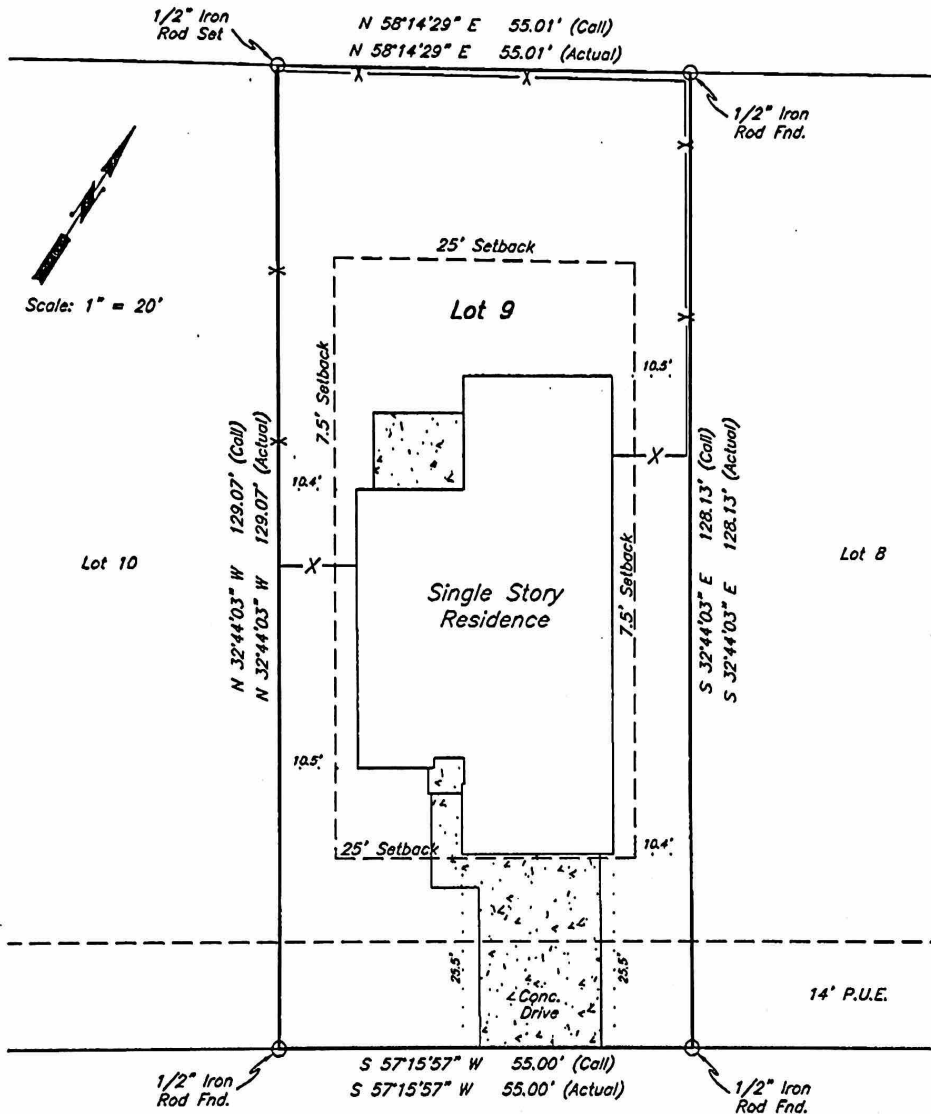 1/2" Iron
Rod Set
N 58°14'29" E 55.01' (Call)
N 58°14'29" E 55.01' (Actual)
1/2" Iron
Rod Fnd.
N
Scale: 1" = 20'
25' Setback
Lot 9
10.5'
7.5' Setback
10.4'
N 32°44'03" W 129.07' (Call)
N 32°44'03" W 129.07' (Actual)
Lot 10
Single Story
Residence
7.5' Setback
S 32°44'03" E 128.13' (Call)
S 32°44'03" E 128.13' (Actual)
Lot 8
10.5'
25' Setback
10.4'
25.5'
25.5'
Conc.
Drive
14' P.U.E.
1/2" Iron
Rod Fnd.
S 57°15'57" W 55.00' (Call)
S 57°15'57" W 55.00' (Actual)
1/2" Iron
Rod Fnd.